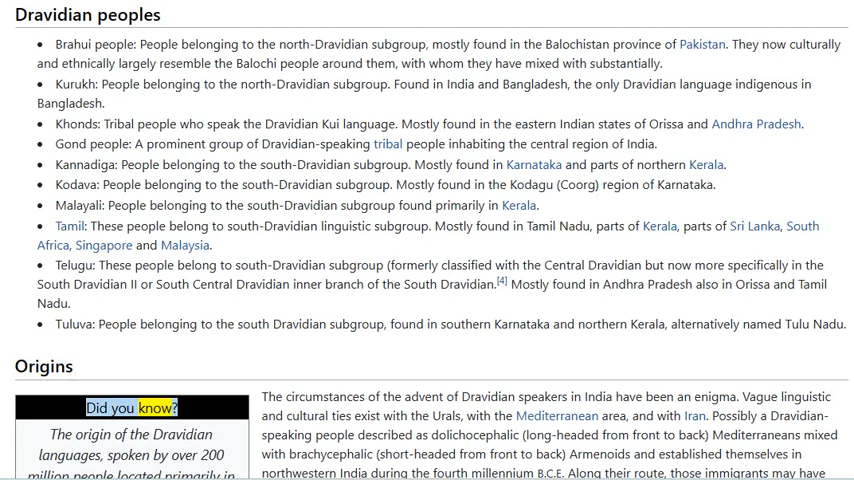 Dravidian peoples
• Brahui people: People belonging to the north-Dravidian subgroup, mostly found in the Balochistan province of Pakistan. They now culturally
and ethnically largely resemble the Balochi people around them, with whom they have mixed with substantially.
• Kurukh: People belonging to the north-Dravidian subgroup. Found in India and Bangladesh, the only Dravidian language indigenous in
Bangladesh.
• Khonds: Tribal people who speak the Dravidian Kui language. Mostly found in the eastern Indian states of Orissa and Andhra Pradesh.
• Gond people: A prominent group of Dravidian-speaking tribal people inhabiting the central region of India.
• Kannadiga: People belonging to the south-Dravidian subgroup. Mostly found in Karnataka and parts of northern Kerala.
• Kodava: People belonging to the south-Dravidian subgroup. Mostly found in the Kodagu (Coorg) region of Karnataka.
• Malayali: People belonging to the south-Dravidian subgroup found primarily in Kerala.
• Tamil: These people belong to south-Dravidian linguistic subgroup. Mostly found in Tamil Nadu, parts of Kerala, parts of Sri Lanka, South
Africa, Singapore and Malaysia.
• Telugu: These people belong to south-Dravidian subgroup (formerly classified with the Central Dravidian but now more specifically in the
South Dravidian II or South Central Dravidian inner branch of the South Dravidian.[4] Mostly found in Andhra Pradesh also in Orissa and Tamil
Nadu.
• Tuluva: People belonging to the south Dravidian subgroup, found in southern Karnataka and northern Kerala, alternatively named Tulu Nadu.
Origins
Did you know?
The origin of the Dravidian
languages, spoken by over 200
million people located primarily in
The circumstances of the advent of Dravidian speakers in India have been an enigma. Vague linguistic
and cultural ties exist with the Urals, with the Mediterranean area, and with Iran. Possibly a Dravidian-
speaking people described as dolichocephalic (long-headed from front to back) Mediterraneans mixed
with brachycephalic (short-headed from front to back) Armenoids and established themselves in
northwestern India during the fourth millennium B.C.E. Along their route, those immigrants may have